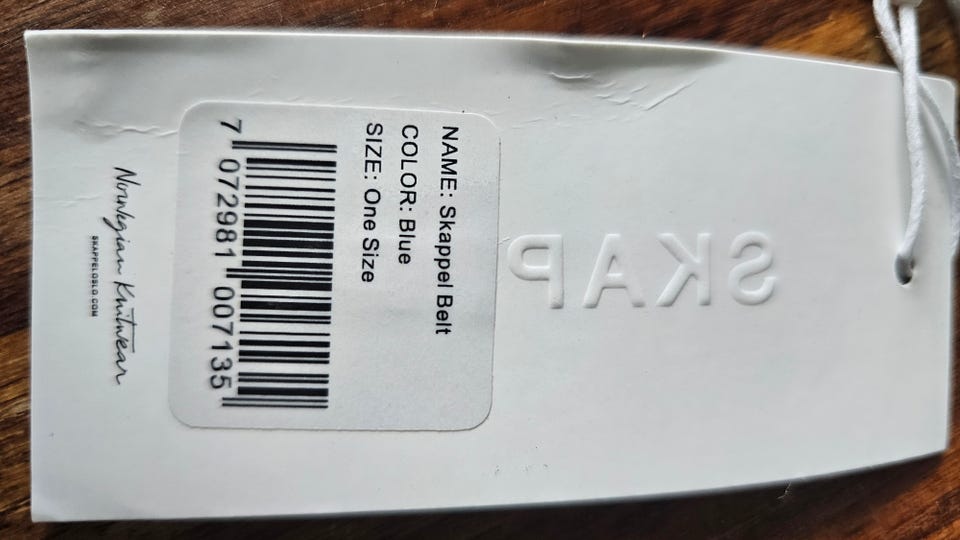 SKAP
NAME: Skappel Belt
COLOR: Blue
SIZE: One Size
7 072981 007135
Norwegian Knitwear
SKAPPELOSLO.COM